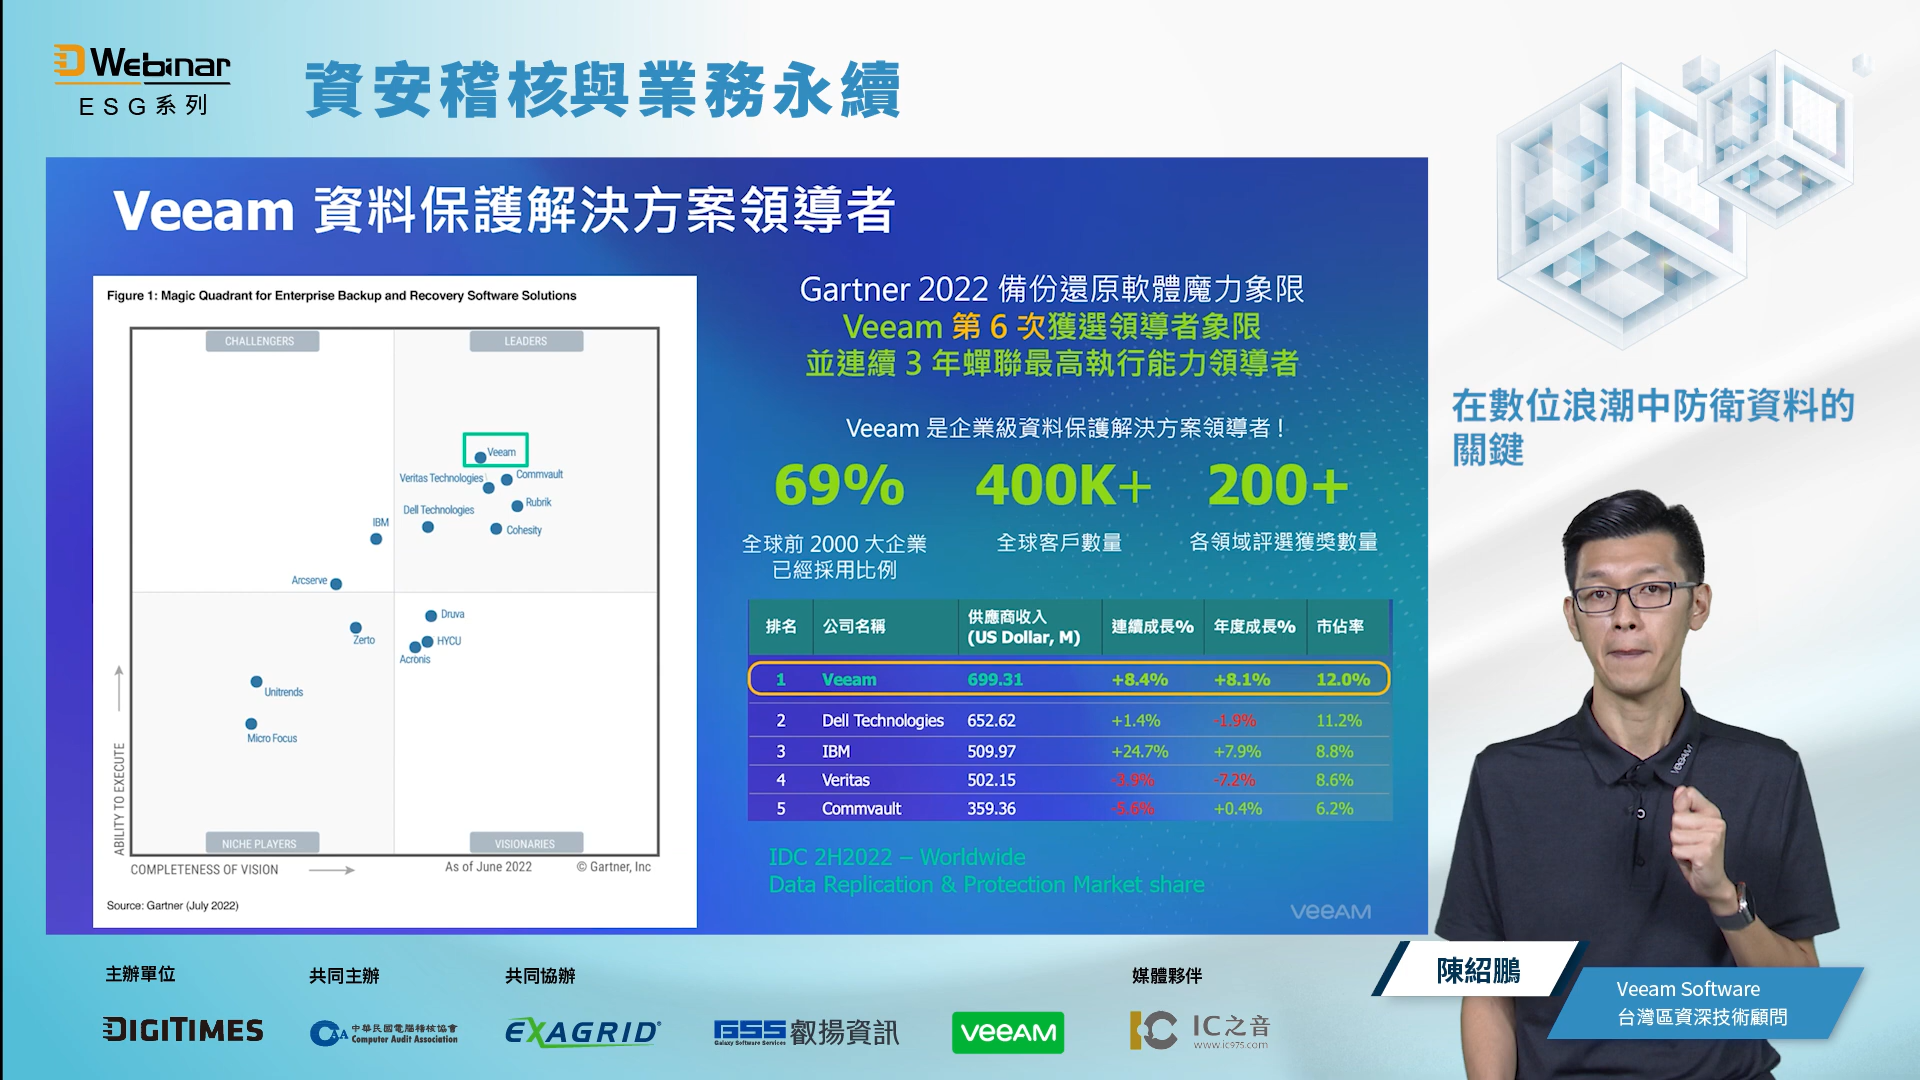 DWebinar
ESG系列
資安稽核與業務永續
Veeam 資料保護解決方案領導者
Figure 1: Magic Quadrant for Enterprise Backup and Recovery Software Solutions
CHALLENGERS
LEADERS
Veeam
Veritas Technologies
Commvault
Rubrik
Dell Technologies
Cohesity
IBM
Arcserve
Druva
Zerto
HYCU
Acronis
Unitrends
Micro Focus
NICHE PLAYERS
VISIONARIES
ABILITY TO EXECUTE
COMPLETENESS OF VISION
As of June 2022
© Gartner, Inc
Source: Gartner (July 2022)
Gartner 2022 備份還原軟體魔力象限
Veeam 第 6 次獲選領導者象限
並連續 3 年蟬聯最高執行能力領導者
Veeam 是企業級資料保護解決方案領導者 !
69% 400K+ 200+
全球前 2000 大企業
已經採用比例
全球客戶數量
各領域評選獲獎數量
排名 公司名稱 供應商收入
(US Dollar, M) 連續成長% 年度成長% 市佔率
1 Veeam 699.31 +8.4% +8.1% 12.0%
2 Dell Technologies 652.62 +1.4% -1.9% 11.2%
3 IBM 509.97 +24.7% +7.9% 8.8%
4 Veritas 502.15 -3.9% -7.2% 8.6%
5 Commvault 359.36 -5.6% +0.4% 6.2%
IDC 2H2022 – Worldwide
Data Replication & Protection Market share
VEEAM
在數位浪潮中防衛資料的
關鍵
VEEAM
陳紹鵬
Veeam Software
台灣區資深技術顧問
主辦單位
DIGITIMES
共同主辦
CAA 中華民國電腦稽核協會
Computer Audit Association
共同協辦
EXAGRID®
GSS 叡揚資訊
Galaxy Software Services
VEEAM
媒體夥伴
IC IC之音
www.ic975.com